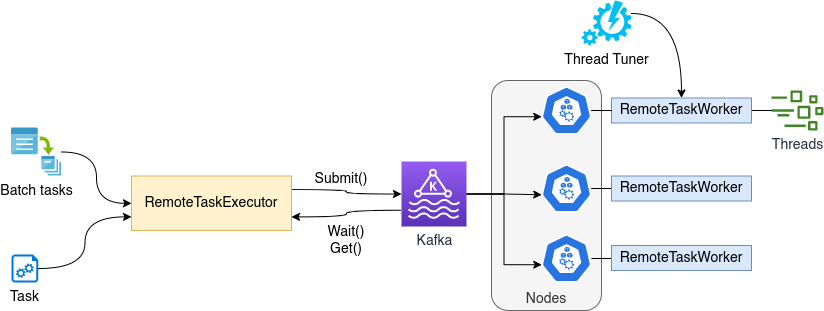 Thread Tuner
RemoteTaskWorker
Threads
Batch tasks
RemoteTaskExecutor
Submit()
K
Wait()
Get()
Kafka
RemoteTaskWorker
RemoteTaskWorker
Task
Nodes